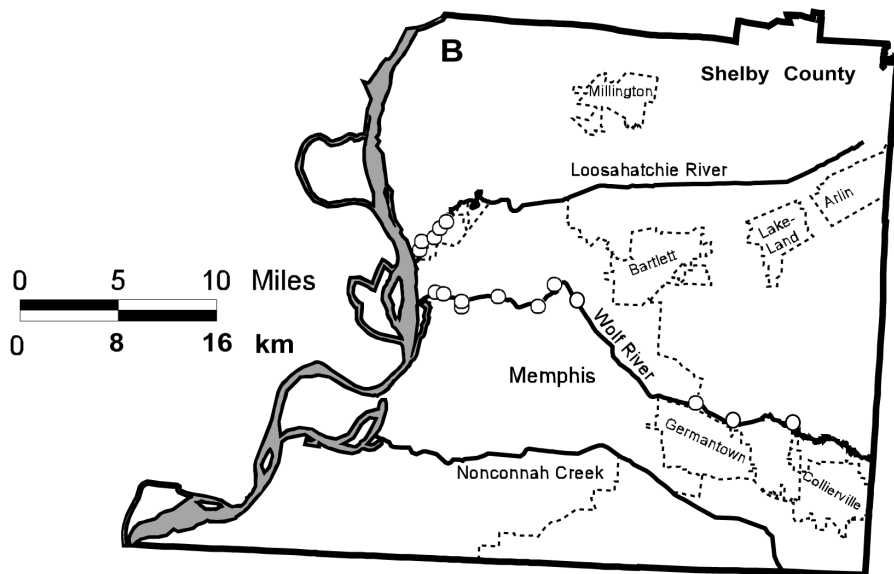 B
Shelby County
Millington
Loosahatchie River
Arlin
Lake-
Land
Bartlett
0 5 10 Miles
0 8 16 km
Wolf River
Memphis
Germantown
Nonconnah Creek
Collierville